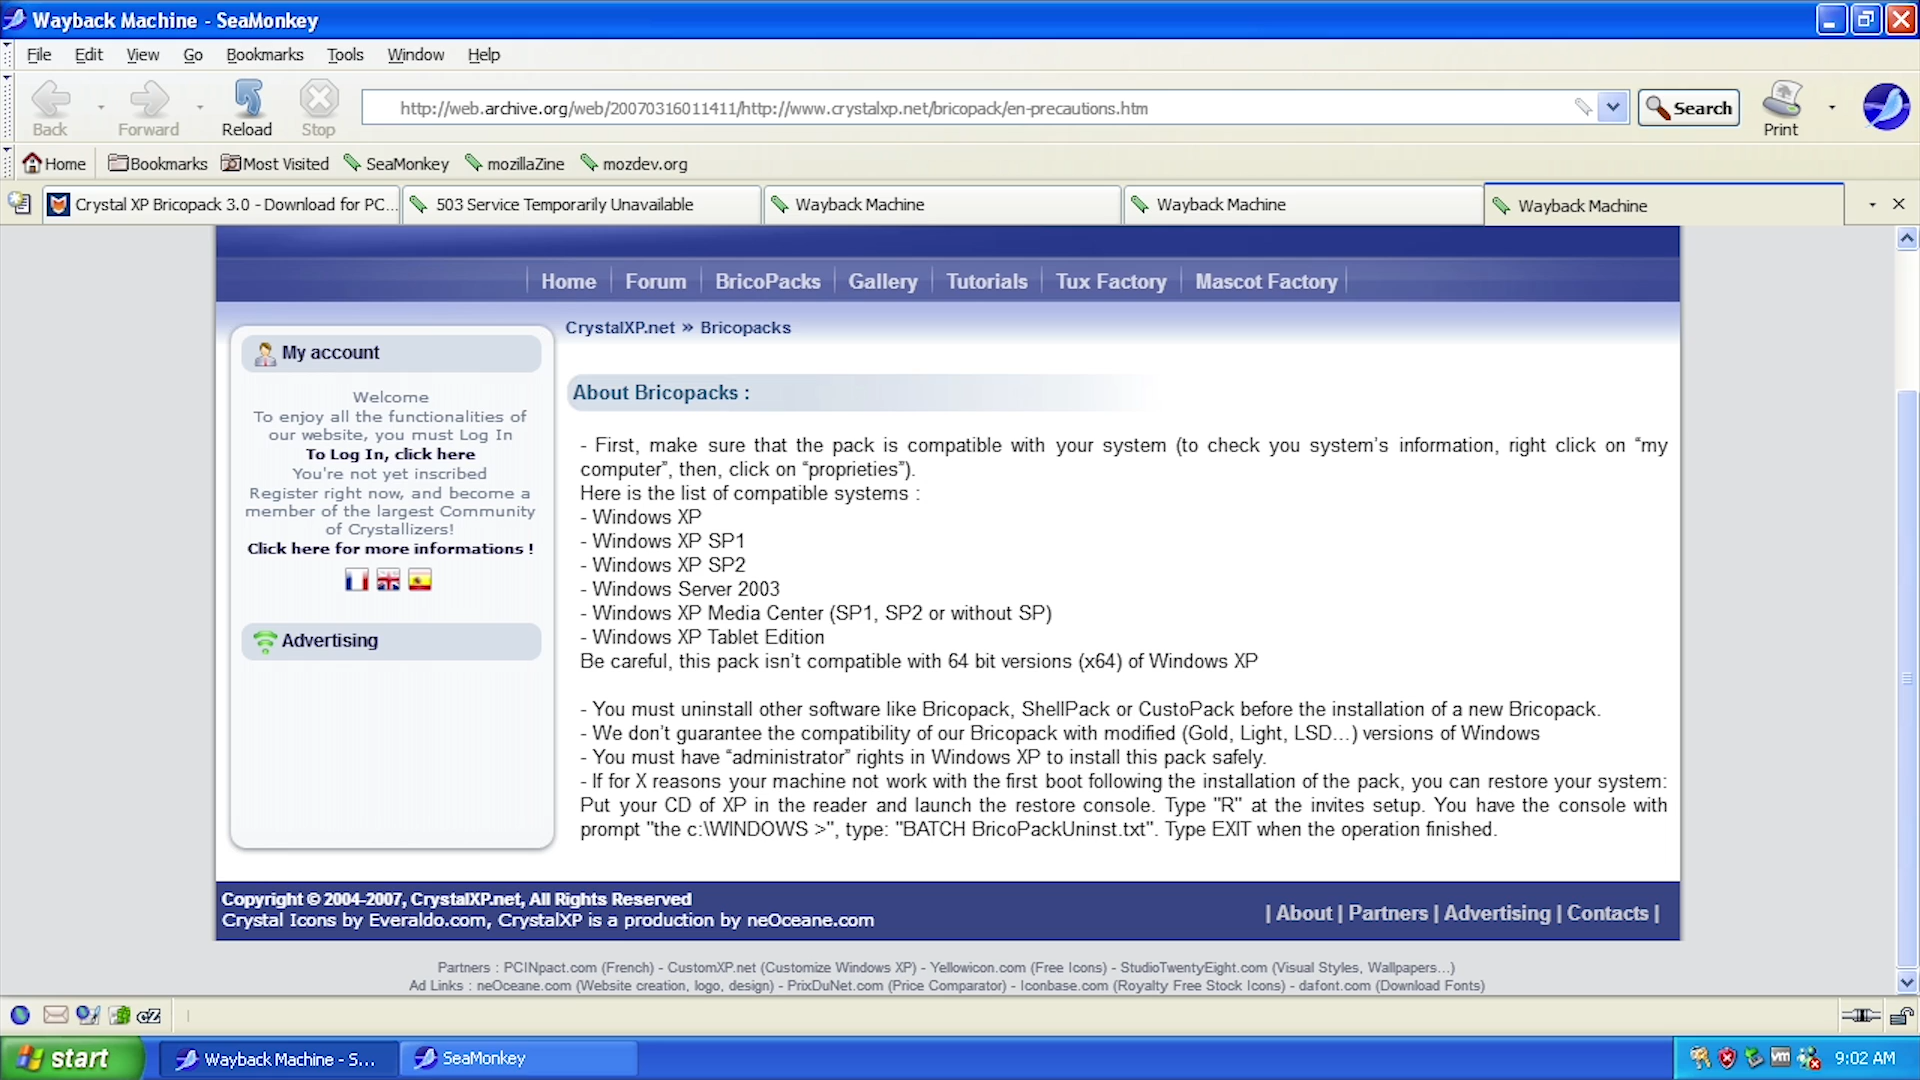 Wayback Machine - SeaMonkey
File Edit View Go Bookmarks Tools Window Help
Back Forward Reload Stop
http://web.archive.org/web/20070316011411/http://www.crystalxp.net/bricopack/en-precautions.htm
Search
Print
Home Bookmarks Most Visited SeaMonkey mozillaZine mozdev.org
Crystal XP Bricopack 3.0 - Download for PC...
503 Service Temporarily Unavailable
Wayback Machine
Wayback Machine
Wayback Machine
Home Forum BricoPacks Gallery Tutorials Tux Factory Mascot Factory
My account
Welcome
To enjoy all the functionalities of
our website, you must Log In
To Log In, click here
You're not yet inscribed
Register right now, and become a
member of the largest Community
of Crystallizers!
Click here for more informations !
Advertising
CrystalXP.net » Bricopacks
About Bricopacks :
- First, make sure that the pack is compatible with your system (to check you system’s information, right click on “my
computer”, then, click on “proprieties”).
Here is the list of compatible systems :
- Windows XP
- Windows XP SP1
- Windows XP SP2
- Windows Server 2003
- Windows XP Media Center (SP1, SP2 or without SP)
- Windows XP Tablet Edition
Be careful, this pack isn’t compatible with 64 bit versions (x64) of Windows XP
- You must uninstall other software like Bricopack, ShellPack or CustoPack before the installation of a new Bricopack.
- We don’t guarantee the compatibility of our Bricopack with modified (Gold, Light, LSD...) versions of Windows
- You must have “administrator” rights in Windows XP to install this pack safely.
- If for X reasons your machine not work with the first boot following the installation of the pack, you can restore your system:
Put your CD of XP in the reader and launch the restore console. Type "R" at the invites setup. You have the console with
prompt "the c:\WINDOWS >", type: "BATCH BricoPackUninst.txt". Type EXIT when the operation finished.
Copyright © 2004-2007, CrystalXP.net, All Rights Reserved
Crystal Icons by Everaldo.com, CrystalXP is a production by neOceane.com
| About | Partners | Advertising | Contacts |
Partners : PCINpact.com (French) - CustomXP.net (Customize Windows XP) - Yellowicon.com (Free Icons) - StudioTwentyEight.com (Visual Styles, Wallpapers...)
Ad Links : neOceane.com (Website creation, logo, design) - PrixDuNet.com (Price Comparator) - Iconbase.com (Royalty Free Stock Icons) - dafont.com (Download Fonts)
cZ
start
Wayback Machine - S...
SeaMonkey
vm
9:02 AM